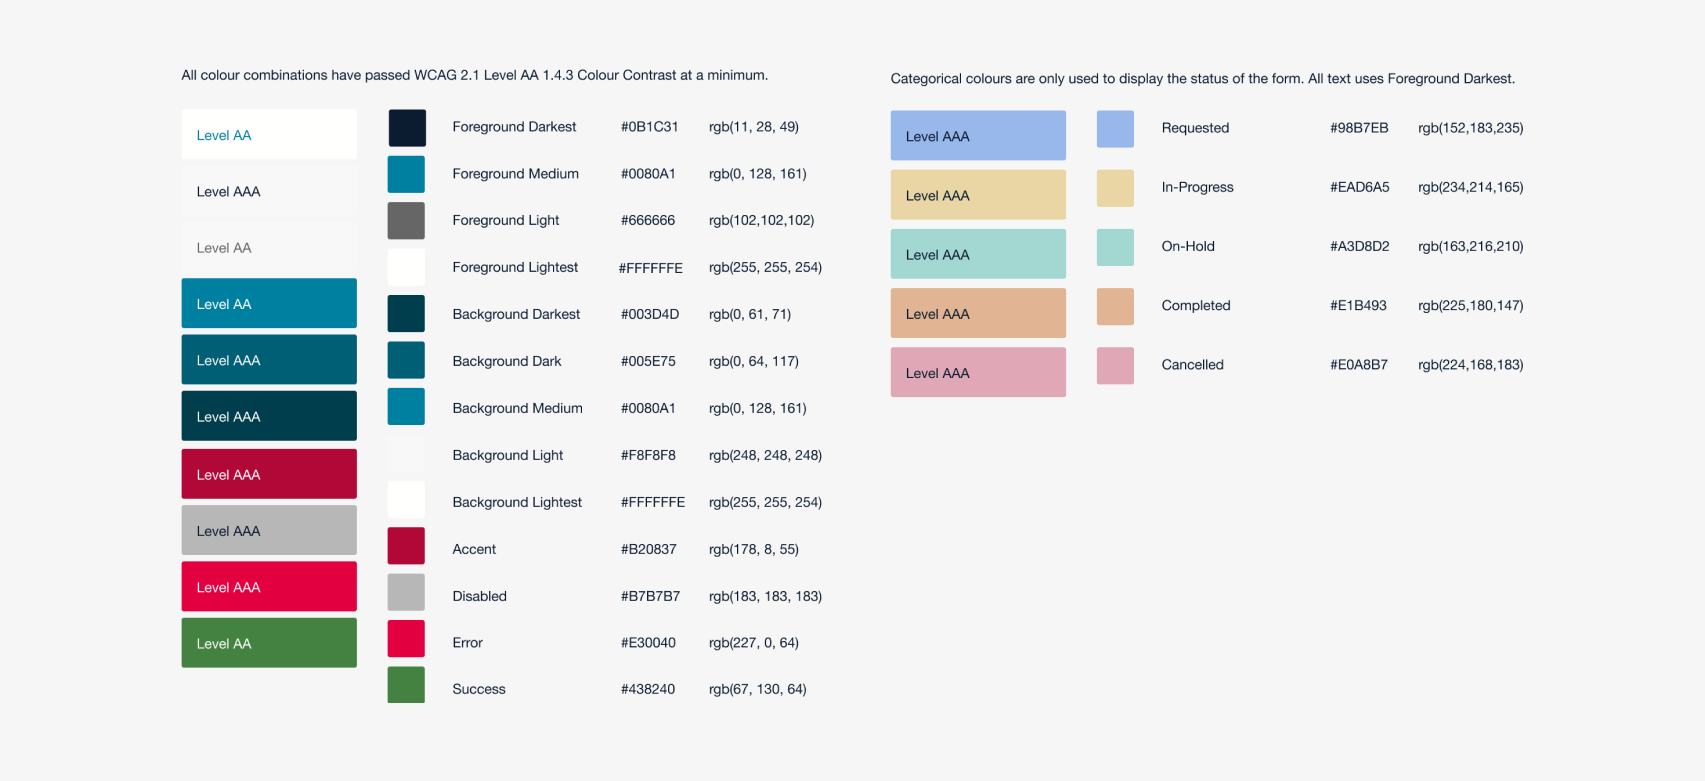 All colour combinations have passed WCAG 2.1 Level AA 1.4.3 Colour Contrast at a minimum.
Level AA
Level AAA
Level AA
Level AA
Level AAA
Level AAA
Level AAA
Level AAA
Level AAA
Level AA
Foreground Darkest #0B1C31 rgb(11, 28, 49)
Foreground Medium #0080A1 rgb(0, 128, 161)
Foreground Light #666666 rgb(102,102,102)
Foreground Lightest #FFFFFE rgb(255, 255, 254)
Background Darkest #003D4D rgb(0, 61, 71)
Background Dark #005E75 rgb(0, 64, 117)
Background Medium #0080A1 rgb(0, 128, 161)
Background Light #F8F8F8 rgb(248, 248, 248)
Background Lightest #FFFFFE rgb(255, 255, 254)
Accent #B20837 rgb(178, 8, 55)
Disabled #B7B7B7 rgb(183, 183, 183)
Error #E30040 rgb(227, 0, 64)
Success #438240 rgb(67, 130, 64)
Categorical colours are only used to display the status of the form. All text uses Foreground Darkest.
Level AAA
Level AAA
Level AAA
Level AAA
Level AAA
Requested #98B7EB rgb(152,183,235)
In-Progress #EAD6A5 rgb(234,214,165)
On-Hold #A3D8D2 rgb(163,216,210)
Completed #E1B493 rgb(225,180,147)
Cancelled #E0A8B7 rgb(224,168,183)